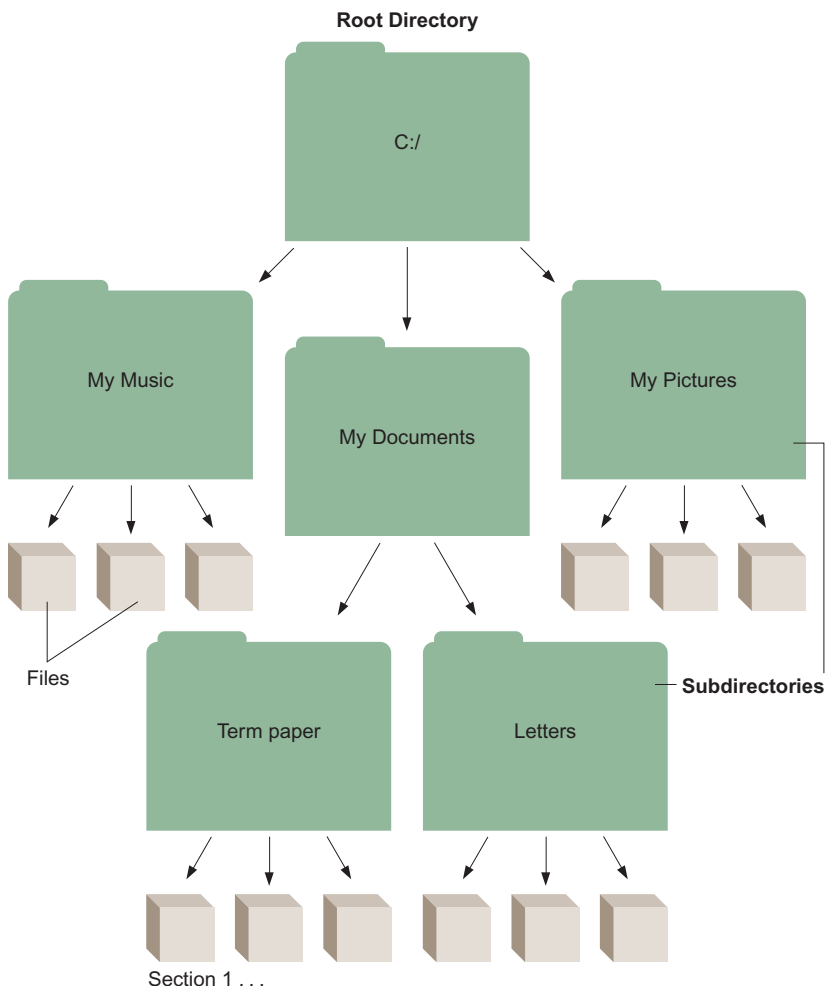 Root Directory
C:/
My Music
My Documents
My Pictures
Files
Term paper
Letters
Subdirectories
Section 1 . . .